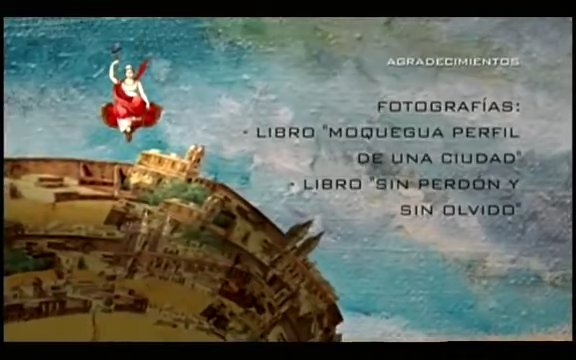 AGRADECIMIENTOS
FOTOGRAFÍAS:
- LIBRO "MOQUEGUA PERFIL
DE UNA CIUDAD"
- LIBRO "SIN PERDÓN Y
SIN OLVIDO"